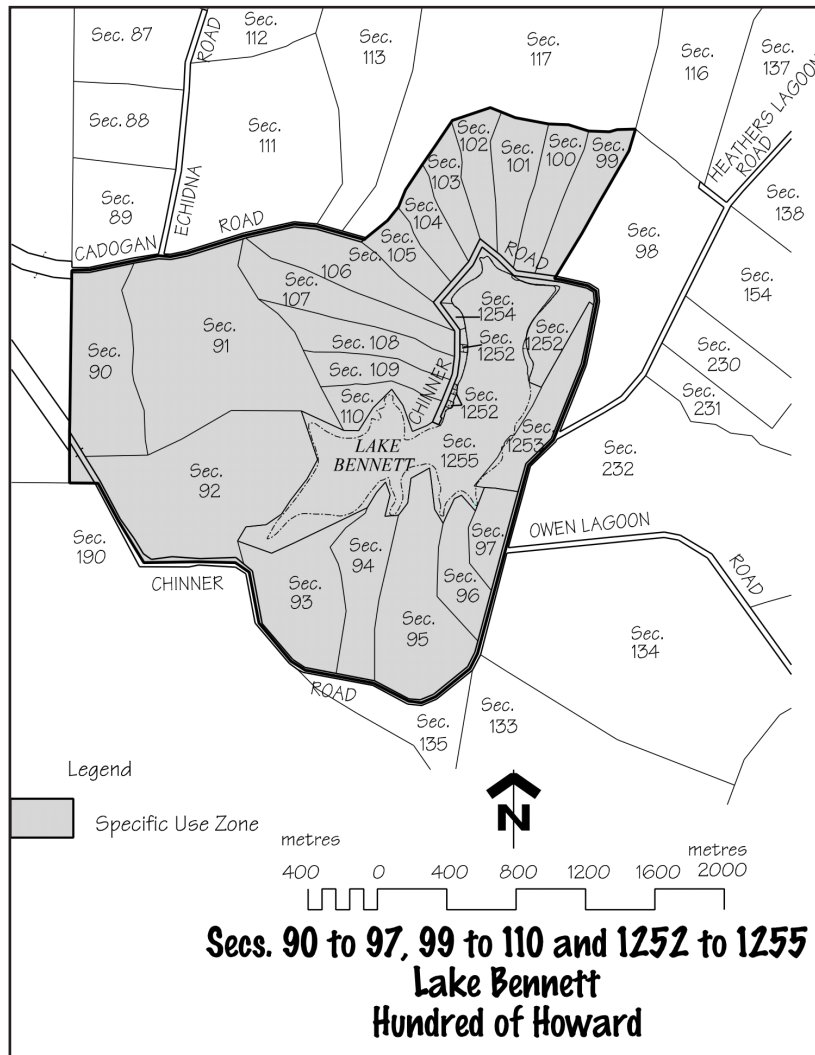 Sec. 87
ROAD
Sec.
112
Sec.
113
Sec.
117
Sec.
116
Sec.
137
HEATHERS LAGOON
ROAD
Sec. 88
Sec.
111
Sec.
102
Sec.
101
Sec.
100
Sec.
99
Sec.
103
Sec.
89
ECHIDNA
Sec.
104
Sec.
138
CADOGAN
ROAD
Sec.
105
ROAD
Sec.
98
Sec.
106
Sec.
107
Sec.
154
Sec.
1254
Sec.
90
Sec.
91
Sec. 108
Sec.
1252
Sec.
1252
Sec.
230
Sec. 109
CHINNER
Sec.
231
Sec.
110
Sec.
1252
Sec.
1253
LAKE
BENNETT
Sec.
1255
Sec.
232
Sec.
92
Sec.
190
Sec.
97
OWEN LAGOON
ROAD
CHINNER
Sec.
93
Sec.
94
Sec.
96
Sec.
95
Sec.
134
ROAD
Sec.
135
Sec.
133
Legend
Specific Use Zone
N
metres
metres
400 0 400 800 1200 1600 2000
Secs. 90 to 97, 99 to 110 and 1252 to 1255
Lake Bennett
Hundred of Howard